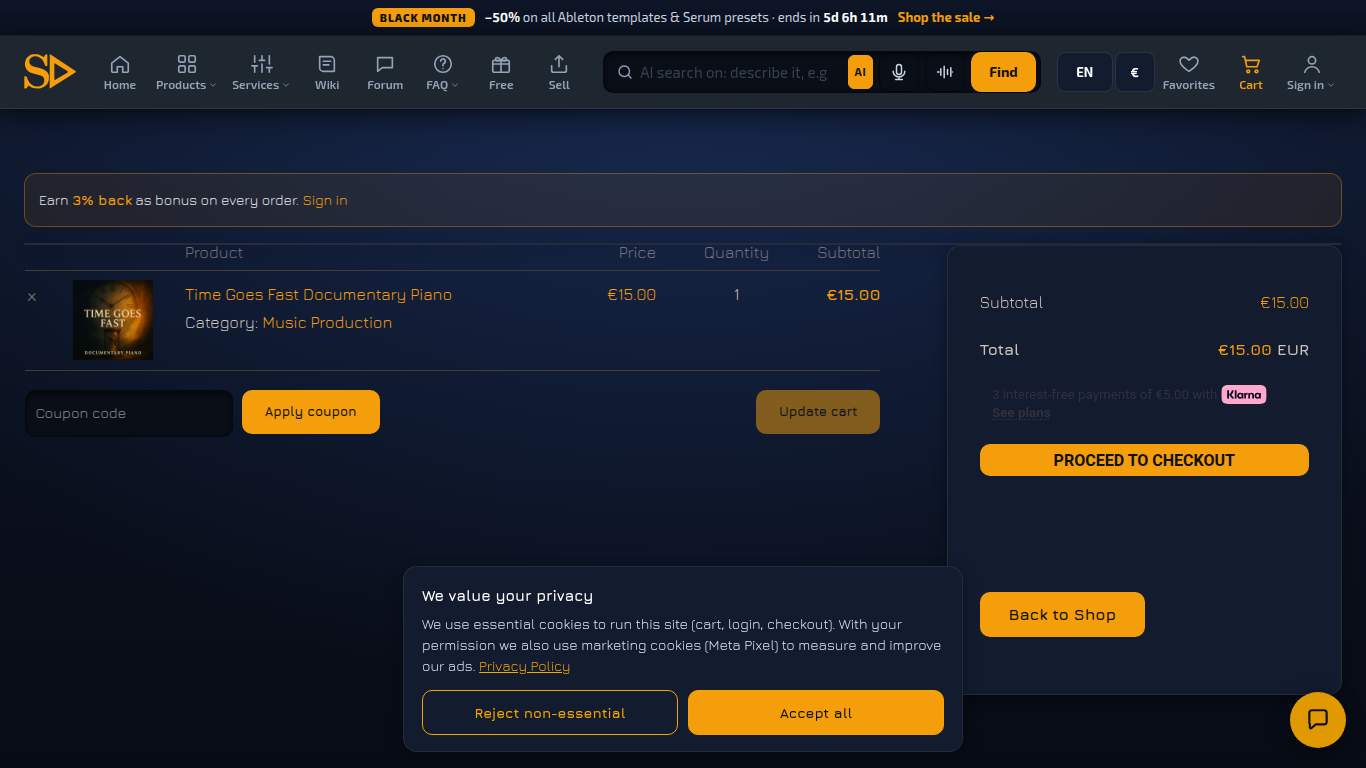 BLACK MONTH −50% on all Ableton templates & Serum presets · ends in 5d 6h 11m Shop the sale →
SD
Home Products Services Wiki Forum FAQ Free Sell
AI search on: describe it, e.g AI Find
EN € Favorites Cart Sign in
Earn 3% back as bonus on every order. Sign in
Product Price Quantity Subtotal
× Time Goes Fast Documentary Piano €15.00 1 €15.00
Category: Music Production
TIME GOES
FAST
DOCUMENTARY PIANO
Coupon code Apply coupon Update cart
Subtotal €15.00
Total €15.00 EUR
3 interest-free payments of €5.00 with Klarna
See plans
PROCEED TO CHECKOUT
Back to Shop
We value your privacy
We use essential cookies to run this site (cart, login, checkout). With your
permission we also use marketing cookies (Meta Pixel) to measure and improve
our ads. Privacy Policy
Reject non-essential Accept all